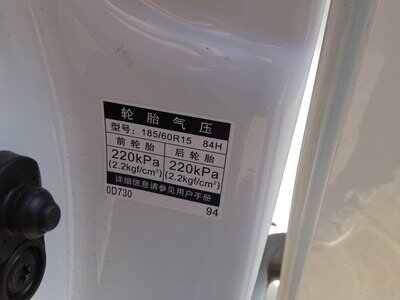 轮胎气压
型号：185/60R15 84H
前轮胎 后轮胎
220kPa 220kPa
(2.2kgf/cm²) (2.2kgf/cm²)
详细信息请参见用户手册
0D730 94